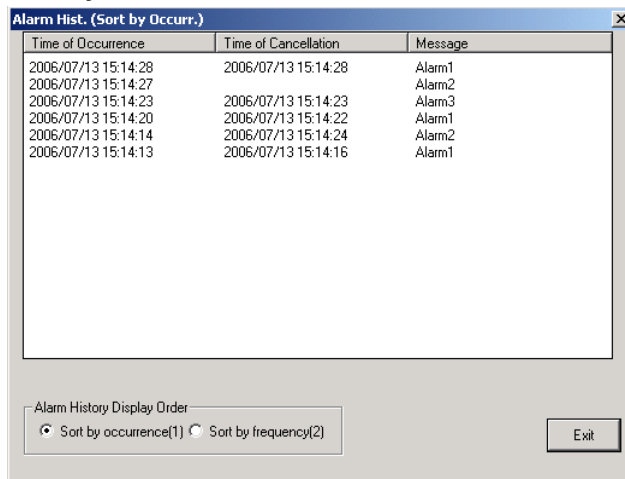 Alarm Hist. (Sort by Occurr.)
Time of Occurrence Time of Cancellation Message
2006/07/13 15:14:28 2006/07/13 15:14:28 Alarm1
2006/07/13 15:14:27 Alarm2
2006/07/13 15:14:23 2006/07/13 15:14:23 Alarm3
2006/07/13 15:14:20 2006/07/13 15:14:22 Alarm1
2006/07/13 15:14:14 2006/07/13 15:14:24 Alarm2
2006/07/13 15:14:13 2006/07/13 15:14:16 Alarm1
Alarm History Display Order
Sort by occurrence(1) Sort by frequency(2)
Exit